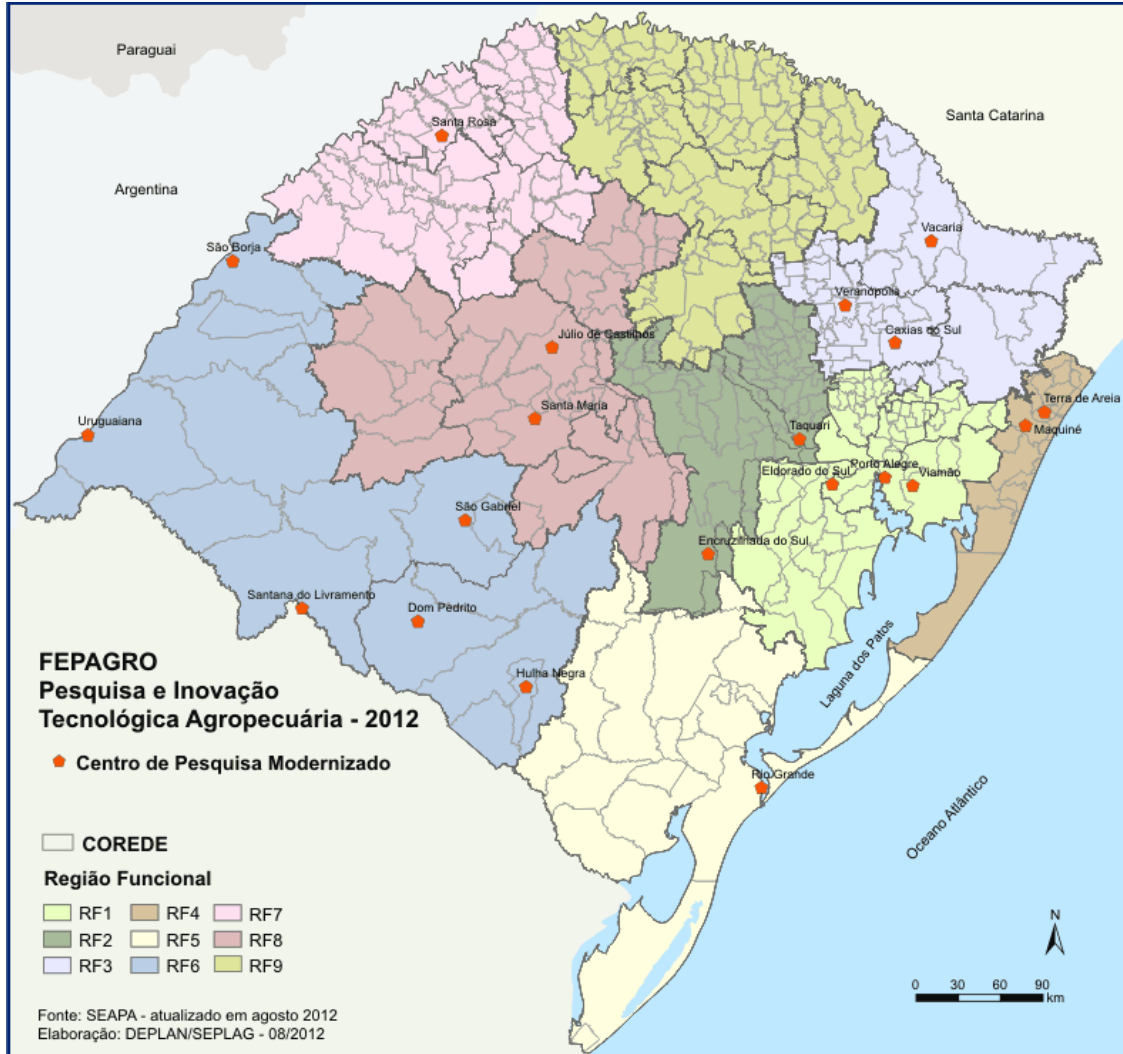 Paraguai
Santa Catarina
Santa Rosa
Argentina
Vacaria
São Borja
Veranópolis
Caxias do Sul
Júlio de Castilhos
Terra de Areia
Santa Maria
Uruguaiana
Taquari
Maquiné
Porto Alegre
Eldorado do Sul
Viamão
São Gabriel
Encruzilhada do Sul
Santana do Livramento
Dom Pedrito
Laguna dos Patos
Hulha Negra
Rio Grande
Oceano Atlântico
FEPAGRO
Pesquisa e Inovação
Tecnológica Agropecuária - 2012
Centro de Pesquisa Modernizado
COREDE
Região Funcional
RF1 RF4 RF7
RF2 RF5 RF8
RF3 RF6 RF9
N
0 30 60 90
km
Fonte: SEAPA - atualizado em agosto 2012
Elaboração: DEPLAN/SEPLAG - 08/2012